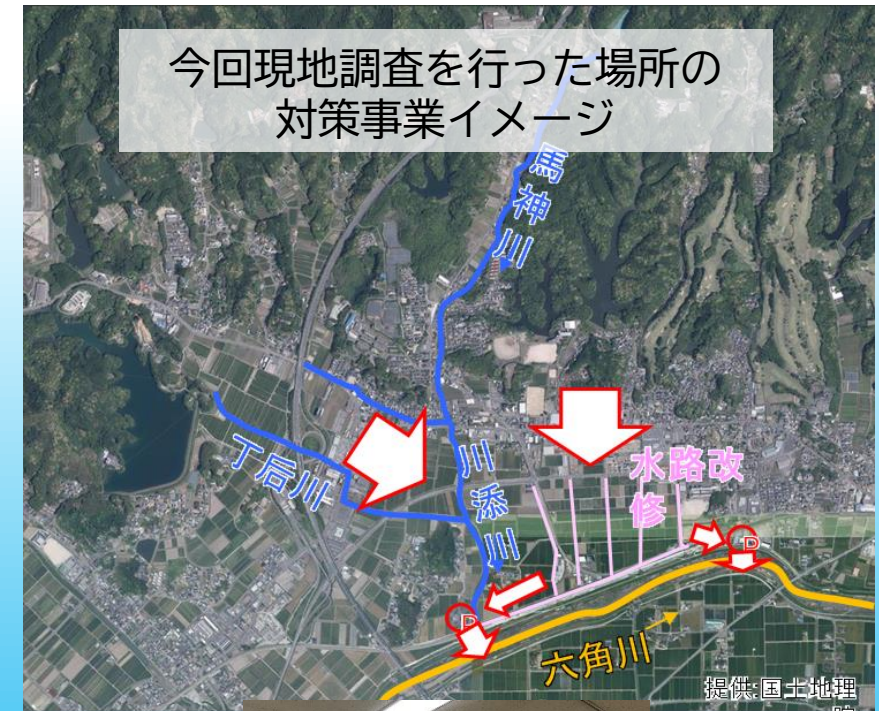 今回現地調査を行った場所の
対策事業イメージ
馬神川
川添川
丁后川
水路改
修
P
P
六角川
提供:国土地理
院